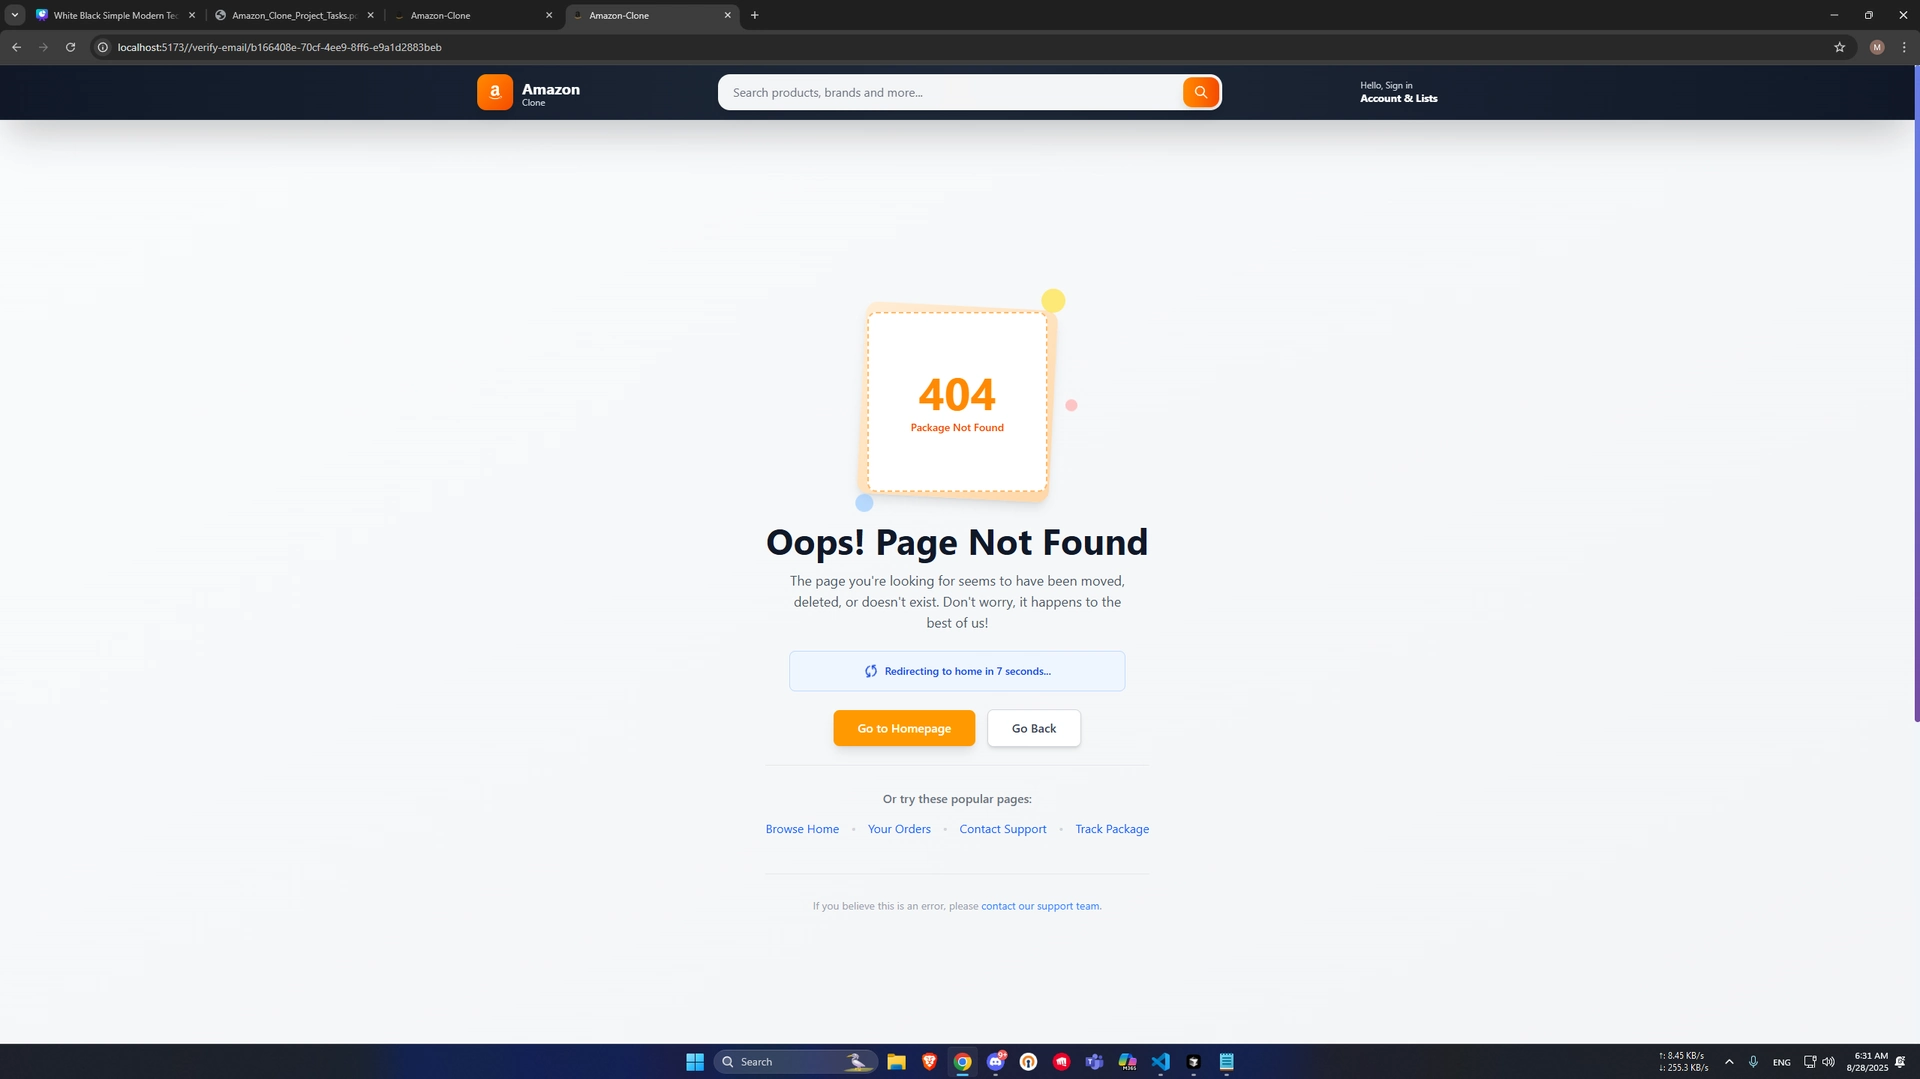 White Black Simple Modern Te
Amazon_Clone_Project_Tasks.pd
Amazon-Clone
Amazon-Clone
localhost:5173//verify-email/b166408e-70cf-4ee9-8ff6-e9a1d2883beb
M
a
Amazon
Clone
Search products, brands and more...
Hello, Sign in
Account & Lists
404
Package Not Found
Oops! Page Not Found
The page you're looking for seems to have been moved,
deleted, or doesn't exist. Don't worry, it happens to the
best of us!
Redirecting to home in 7 seconds...
Go to Homepage
Go Back
Or try these popular pages:
Browse Home • Your Orders • Contact Support • Track Package
If you believe this is an error, please contact our support team.
Search
9+
M365
↑: 8.45 KB/s
↓: 255.3 KB/s
ENG
6:31 AM
8/28/2025